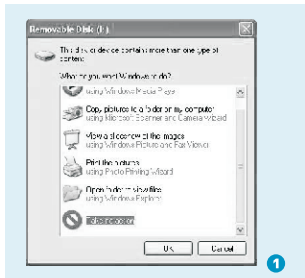 Removable Disk (I:)
This disk or device contains more than one type of
content.
What do you want Windows to do?
using Windows Media Player
Copy pictures to a folder on my computer
using Microsoft Scanner and Camera Wizard
View a slideshow of the images
using Windows Picture and Fax Viewer
Print the pictures
using Photo Printing Wizard
Open folder to view files
using Windows Explorer
Take no action
OK
Cancel
1